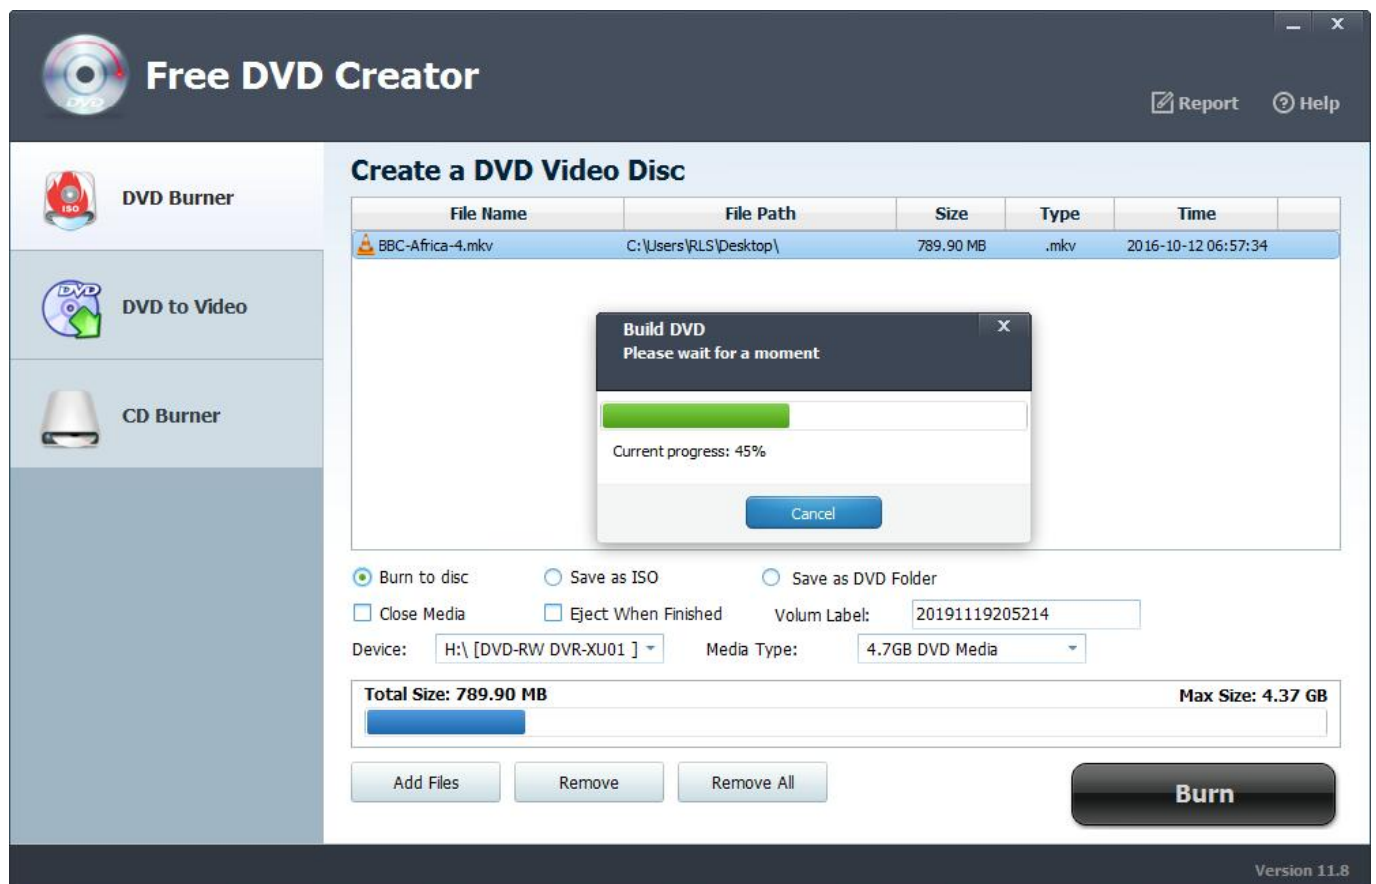 Free DVD Creator
Report
Help
DVD Burner
DVD to Video
CD Burner
Create a DVD Video Disc
File Name File Path Size Type Time
BBC-Africa-4.mkv C:\Users\RLS\Desktop\ 789.90 MB .mkv 2016-10-12 06:57:34
Build DVD
Please wait for a moment
Current progress: 45%
Cancel
Burn to disc Save as ISO Save as DVD Folder
Close Media Eject When Finished Volum Label: 20191119205214
Device: H:\ [DVD-RW DVR-XU01 ] Media Type: 4.7GB DVD Media
Total Size: 789.90 MB Max Size: 4.37 GB
Add Files Remove Remove All Burn
Version 11.8
DVD
ISO
DVD